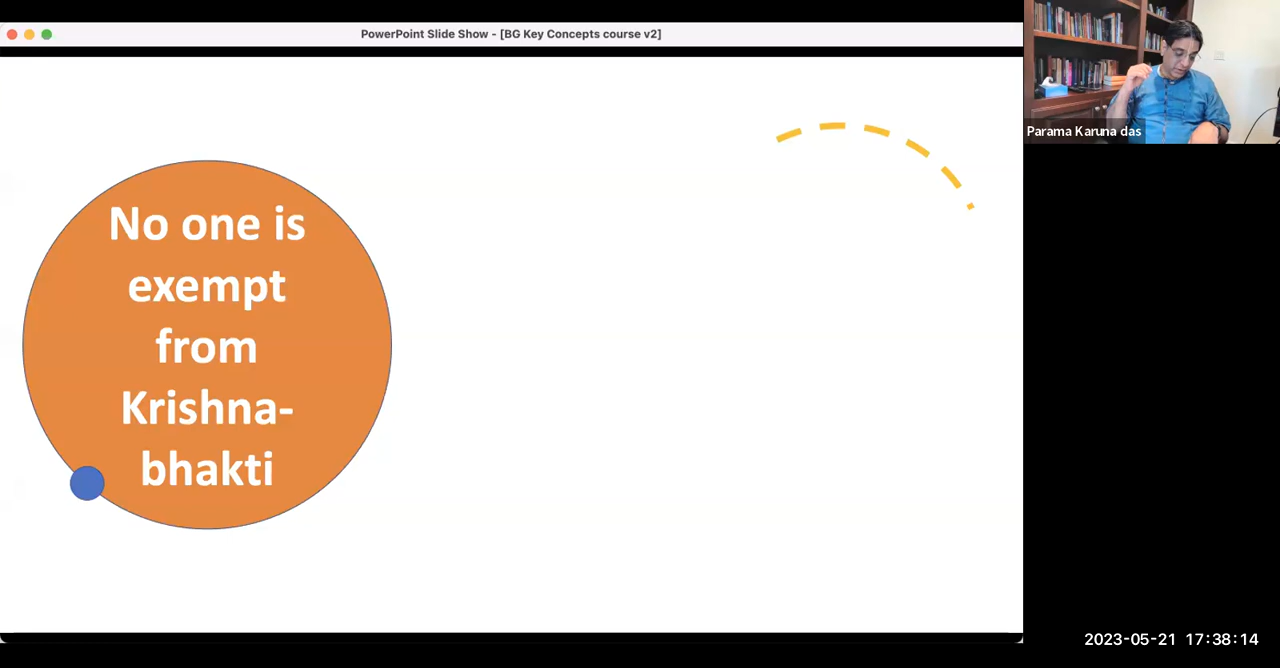 PowerPoint Slide Show - [BG Key Concepts course v2]
No one is
exempt
from
Krishna-
bhakti
Parama Karuna das
2023-05-21 17:38:14